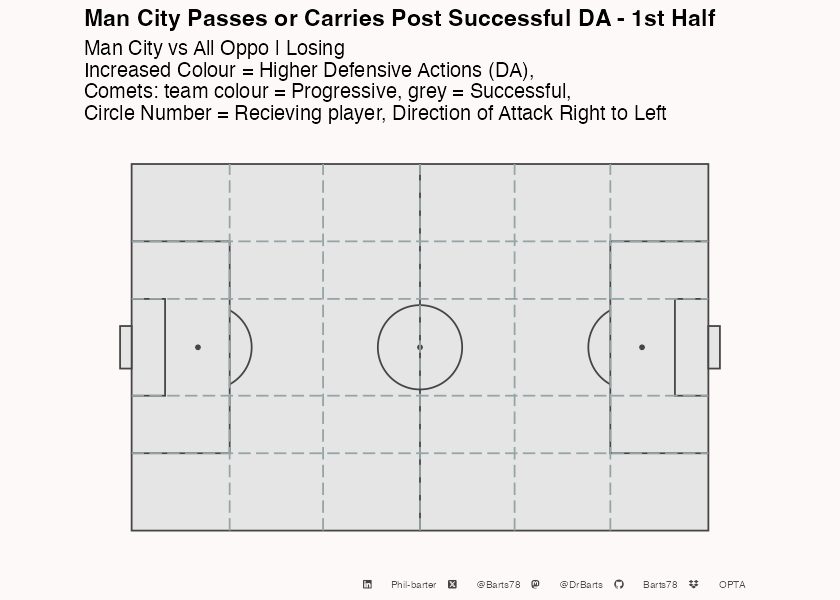 Man City Passes or Carries Post Successful DA - 1st Half
Man City vs All Oppo | Losing
Increased Colour = Higher Defensive Actions (DA),
Comets: team colour = Progressive, grey = Successful,
Circle Number = Recieving player, Direction of Attack Right to Left
Phil-barter @Barts78 @DrBarts Barts78 OPTA